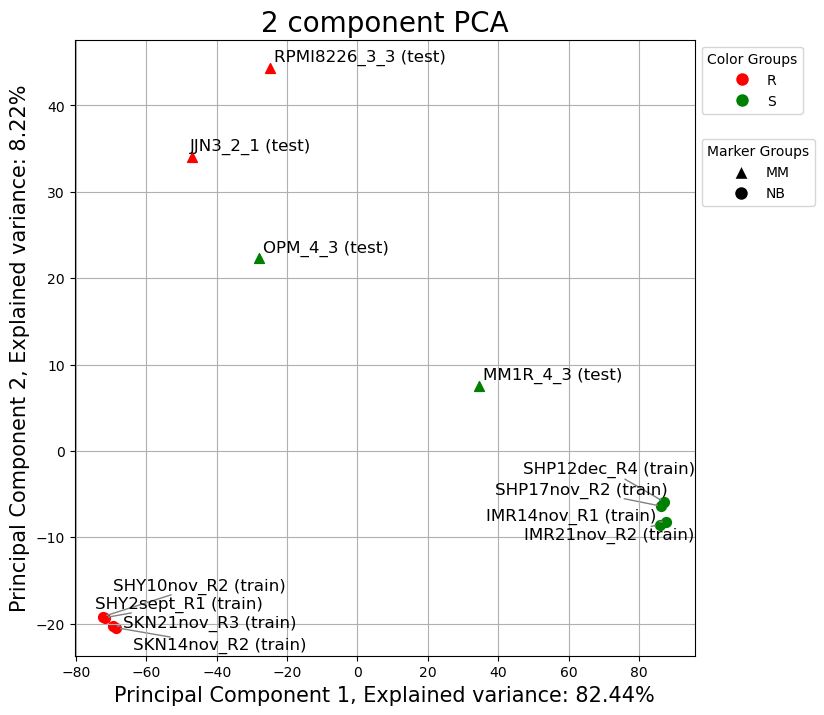 2 component PCA
RPMI8226_3_3 (test)
JJN3_2_1 (test)
OPM_4_3 (test)
MM1R_4_3 (test)
SHP12dec_R4 (train)
SHP17nov_R2 (train)
IMR14nov_R1 (train)
IMR21nov_R2 (train)
SHY10nov_R2 (train)
SHY2sept_R1 (train)
SKN21nov_R3 (train)
SKN14nov_R2 (train)
Color Groups
R
S
Marker Groups
MM
NB
Principal Component 2, Explained variance: 8.22%
40
30
20
10
0
−10
−20
−80 −60 −40 −20 0 20 40 60 80
Principal Component 1, Explained variance: 82.44%